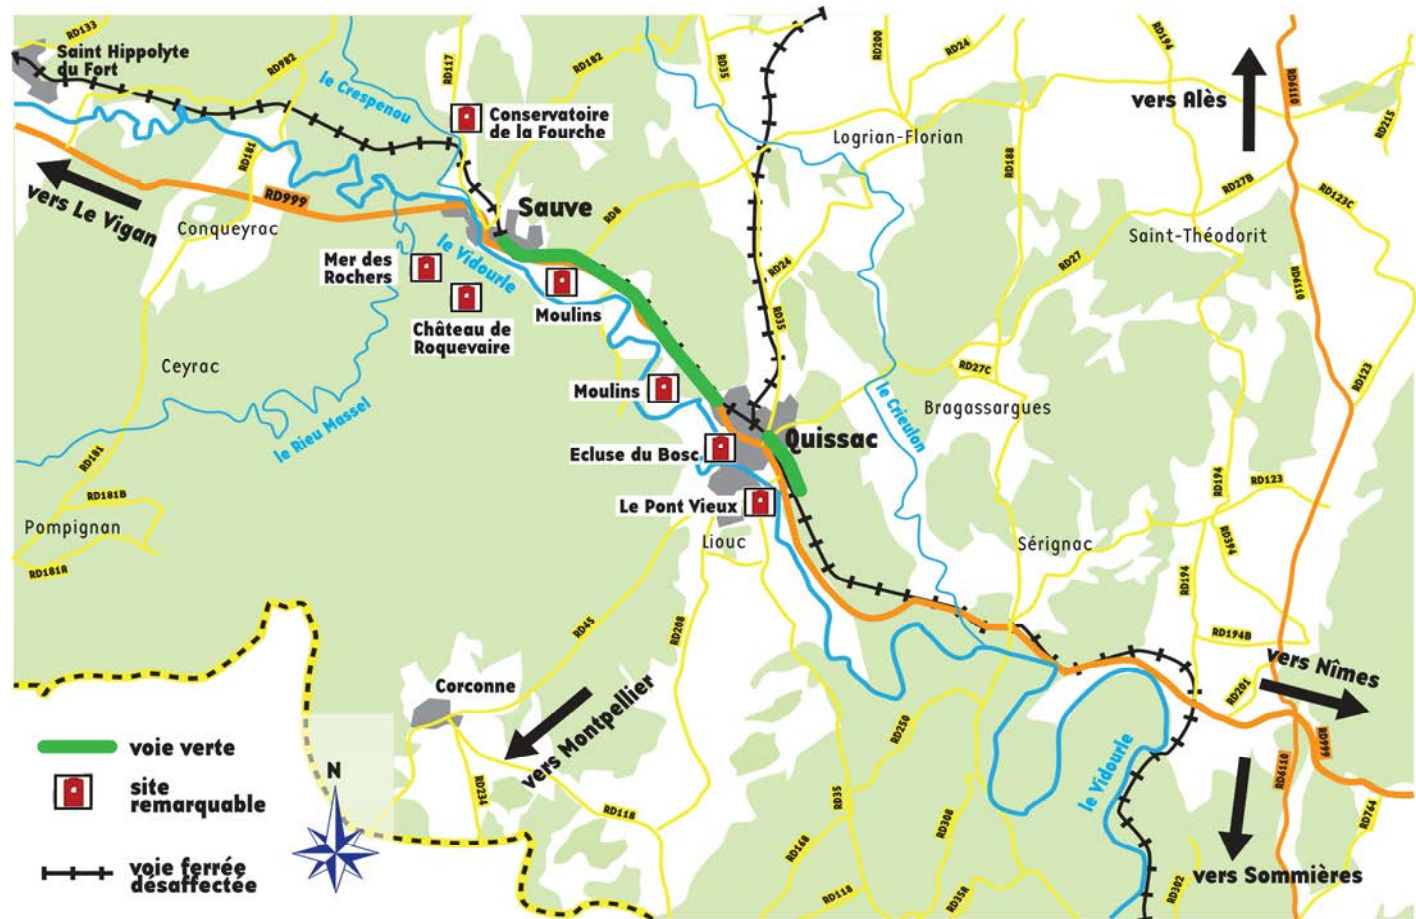 RD133
Saint Hippolyte
du Fort
RD982
le Crespenou
RD117
RD182
RD35
RD200
RD24
RD194
RD6110
vers Alès
RD215
Conservatoire
de la Fourche
Logrian-Florian
RD181
RD188
RD27B
RD123C
vers Le Vigan
RD999
Sauve
RD8
Conqueyrac
Saint-Théodorit
le Vidourle
Mer des
Rochers
RD24
RD27
RD6110
Moulins
Château de
Roquevaire
RD35
Ceyrac
RD27C
RD123
Moulins
le Crieulon
Bragassargues
le Rieu Massel
Quissac
Ecluse du Bosc
RD181
RD181B
RD194
RD123
Le Pont Vieux
Pompignan
Liouc
Sérignac
RD394
RD181A
RD194
RD45
RD208
RD194B
vers Nîmes
Corconne
RD201
vers Montpellier
RD250
RD999
le Vidourle
RD6110
voie verte
N
site
remarquable
RD234
RD118
RD35
RD308
RD764
RD168
voie ferrée
désaffectée
vers Sommières
RD118
RD35A
RD302